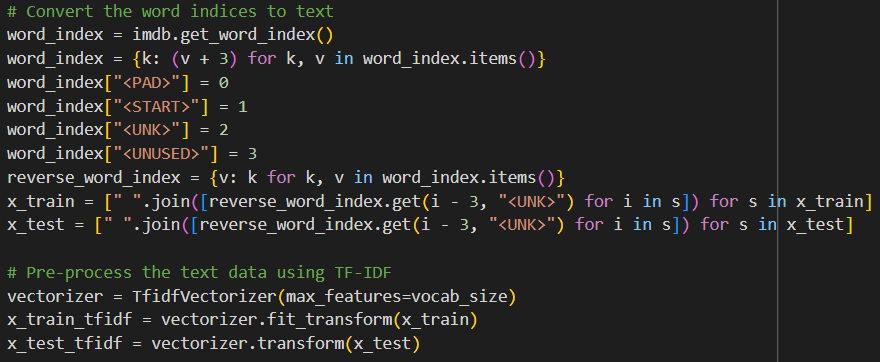 # Convert the word indices to text
word_index = imdb.get_word_index()
word_index = {k: (v + 3) for k, v in word_index.items()}
word_index["<PAD>"] = 0
word_index["<START>"] = 1
word_index["<UNK>"] = 2
word_index["<UNUSED>"] = 3
reverse_word_index = {v: k for k, v in word_index.items()}
x_train = [" ".join([reverse_word_index.get(i - 3, "<UNK>") for i in s]) for s in x_train]
x_test = [" ".join([reverse_word_index.get(i - 3, "<UNK>") for i in s]) for s in x_test]
# Pre-process the text data using TF-IDF
vectorizer = TfidfVectorizer(max_features=vocab_size)
x_train_tfidf = vectorizer.fit_transform(x_train)
x_test_tfidf = vectorizer.transform(x_test)